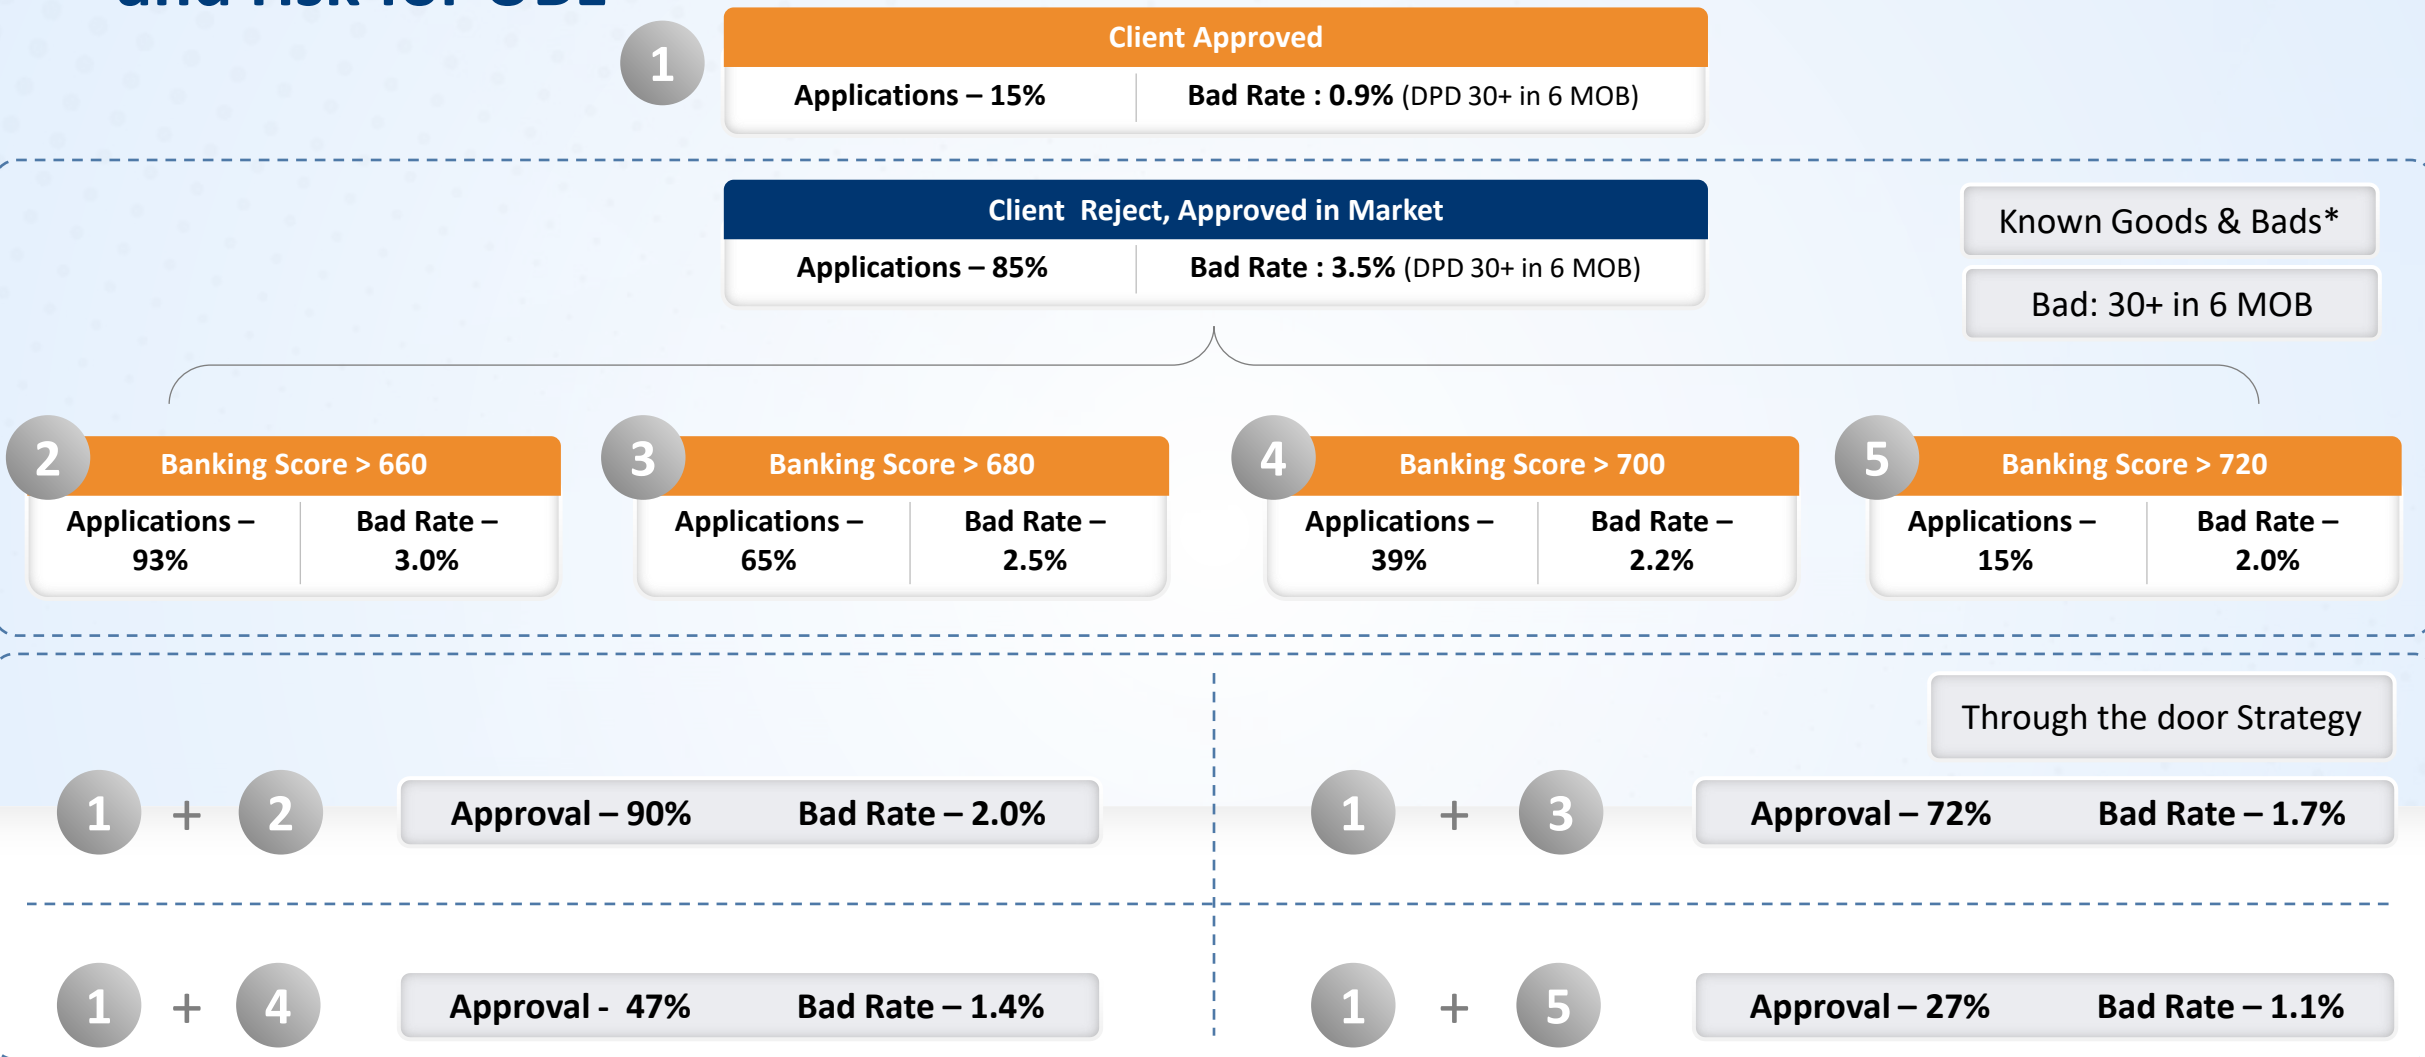 and risk for UBL
1
Client Approved
Applications – 15%
Bad Rate : 0.9% (DPD 30+ in 6 MOB)
Client  Reject, Approved in Market
Applications – 85%
Bad Rate : 3.5% (DPD 30+ in 6 MOB)
Known Goods & Bads*
Bad: 30+ in 6 MOB
2
Banking Score > 660
Applications –
93%
Bad Rate –
3.0%
3
Banking Score > 680
Applications –
65%
Bad Rate –
2.5%
4
Banking Score > 700
Applications –
39%
Bad Rate –
2.2%
5
Banking Score > 720
Applications –
15%
Bad Rate –
2.0%
Through the door Strategy
1 + 2
Approval – 90% Bad Rate – 2.0%
1 + 3
Approval – 72% Bad Rate – 1.7%
1 + 4
Approval -  47% Bad Rate – 1.4%
1 + 5
Approval – 27% Bad Rate – 1.1%